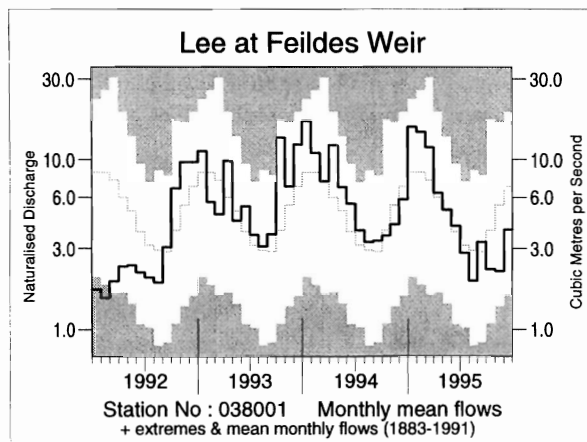 Lee at Feildes Weir
30.0 30.0
10.0 10.0
6.0 6.0
3.0 3.0
1.0 1.0
Naturalised Discharge
Cubic Metres per Second
1992 1993 1994 1995
Station No : 038001 Monthly mean flows
+ extremes & mean monthly flows (1883-1991)